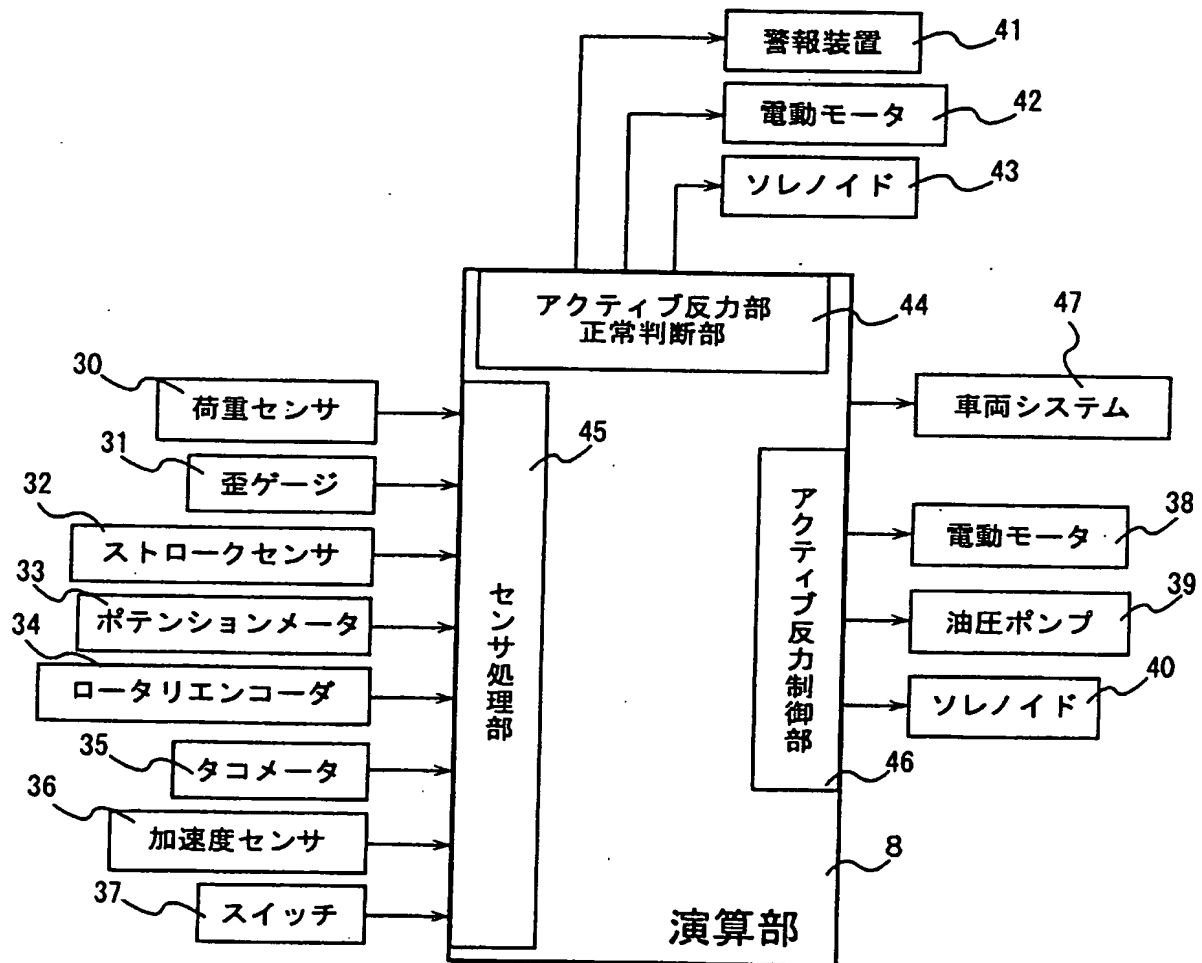 警報装置
41
電動モータ
42
ソレノイド
43
アクティブ反力部
正常判断部
44
30
荷重センサ
31
歪ゲージ
32
ストロークセンサ
33
ポテンションメータ
34
ロータリエンコーダ
35
タコメータ
36
加速度センサ
37
スイッチ
45
センサ処理部
アクティブ反力制御部
46
47
車両システム
38
電動モータ
39
油圧ポンプ
40
ソレノイド
8
演算部